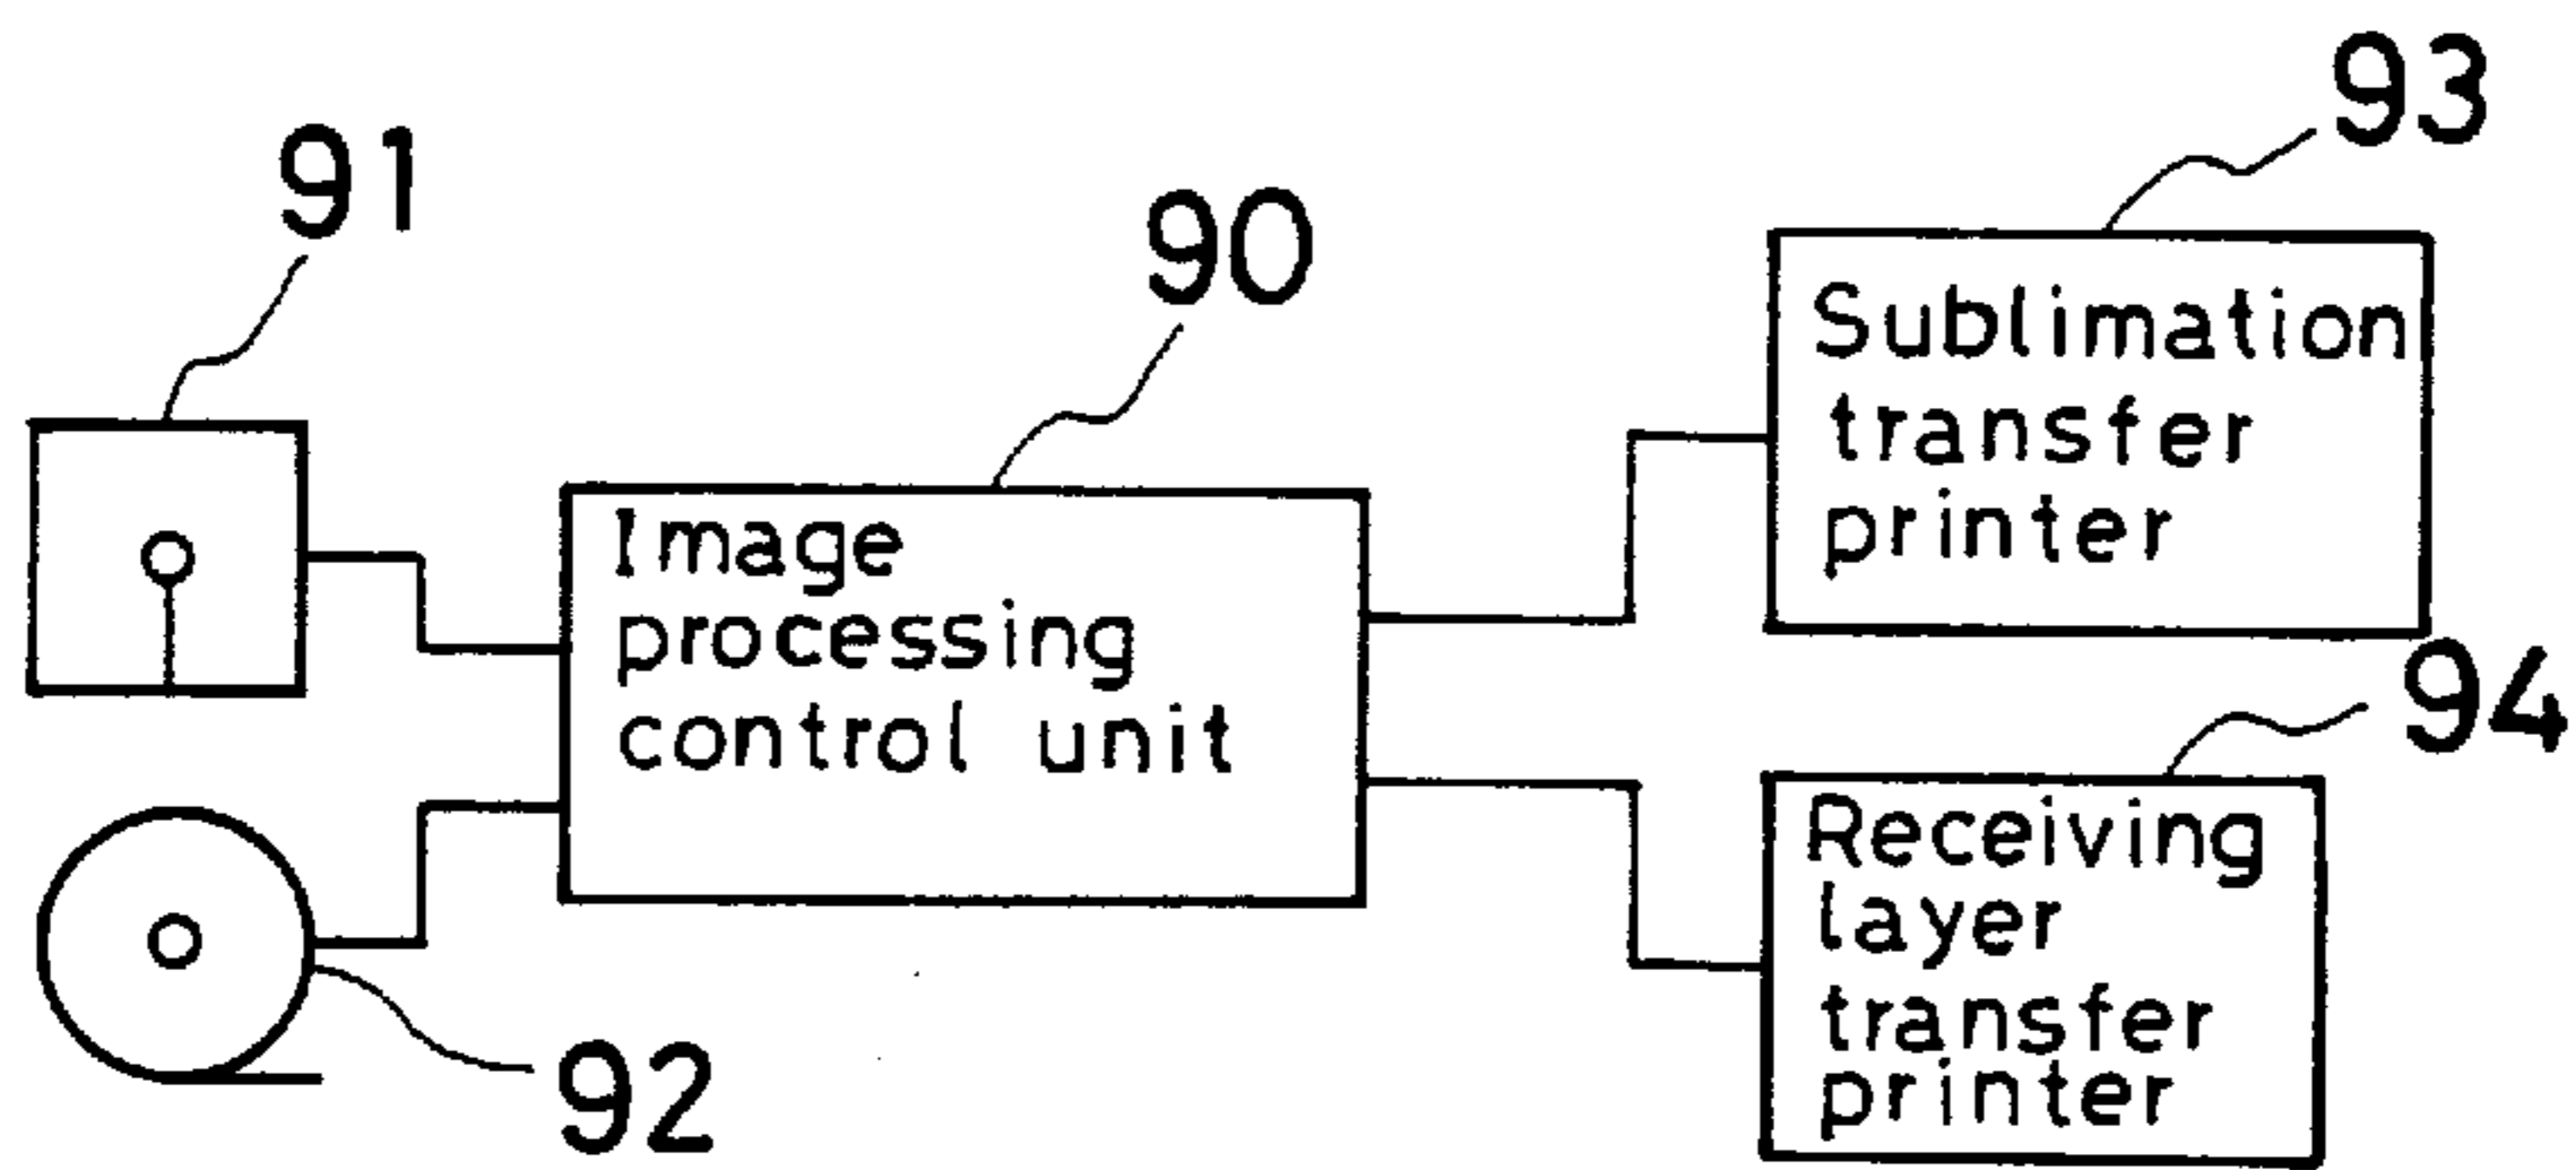 91
90
93
Image
processing
control unit
Sublimation
transfer
printer
92
94
Receiving
layer
transfer
printer